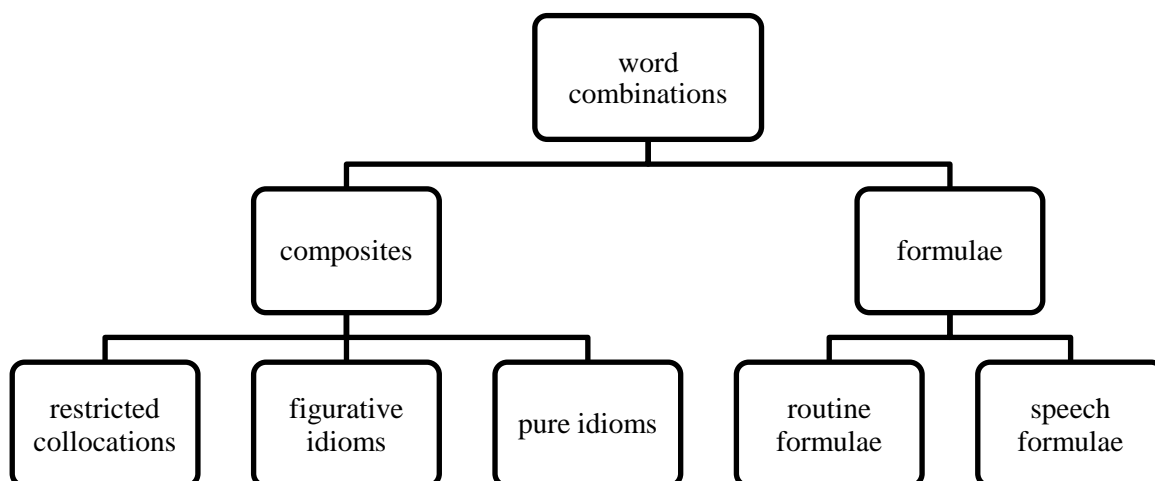 word
combinations
composites
formulae
restricted
collocations
figurative
idioms
pure idioms
routine
formulae
speech
formulae